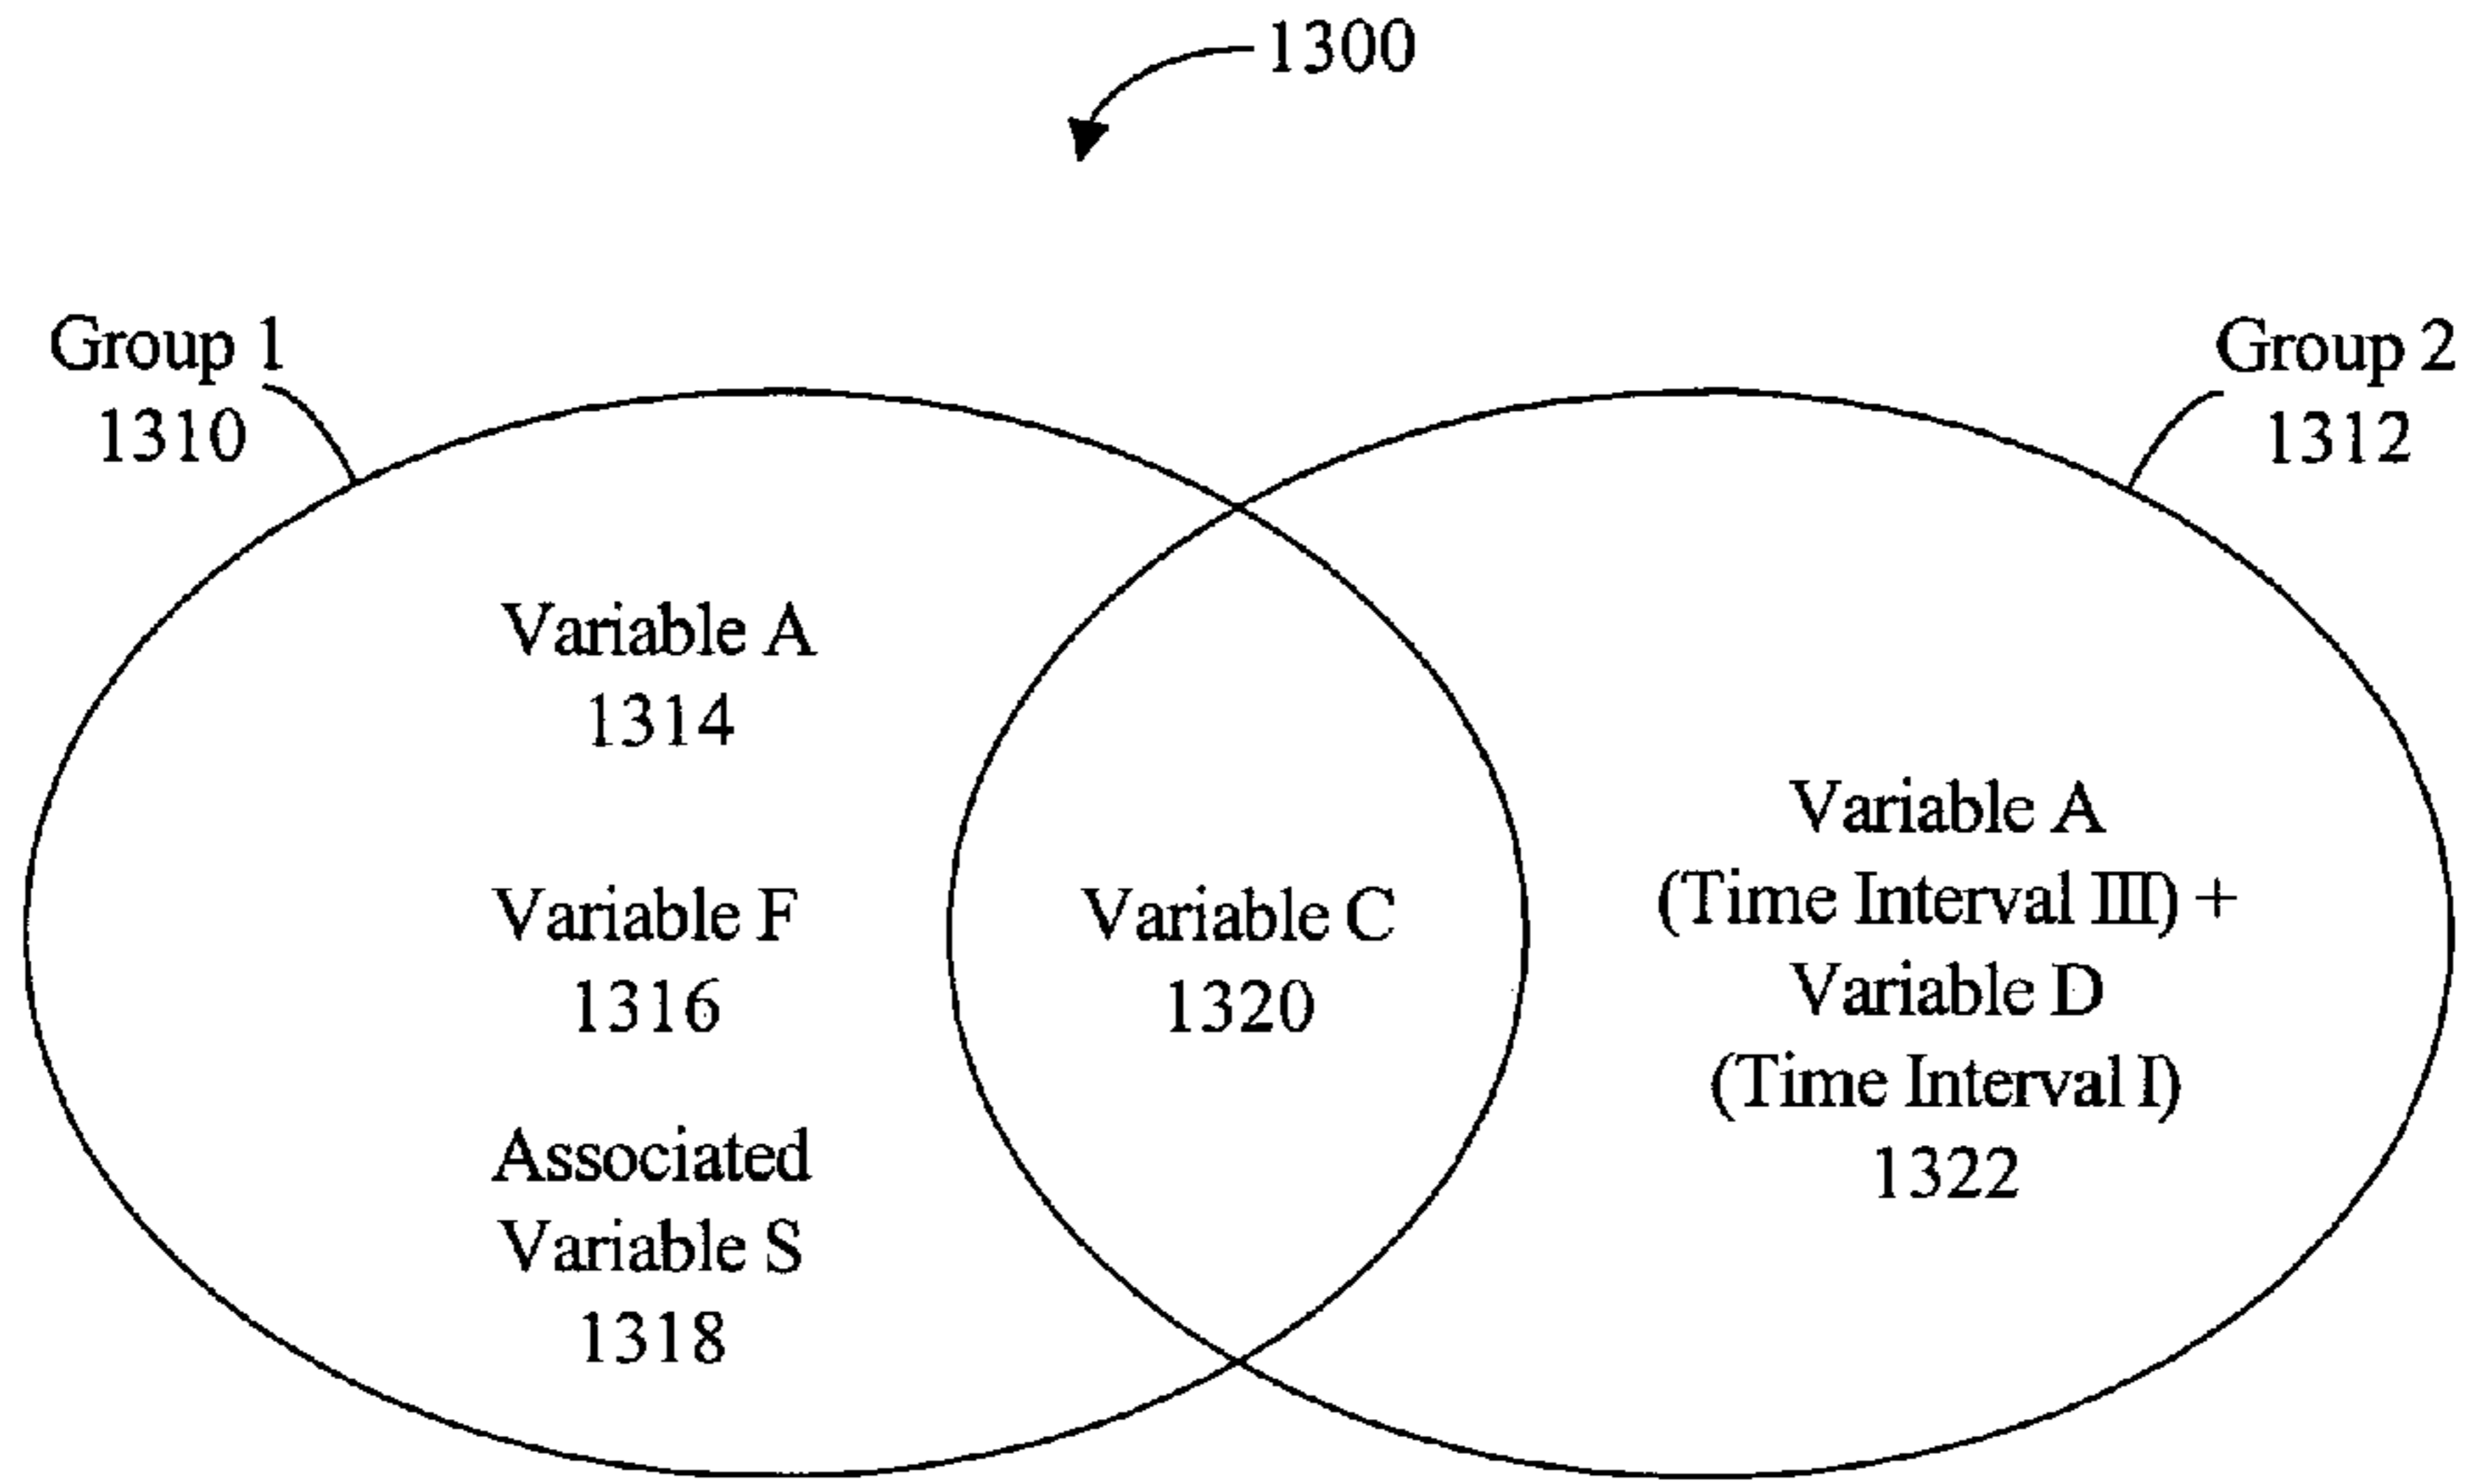 1300
Group 1
1310
Group 2
1312
Variable A
1314
Variable F
1316
Associated
Variable S
1318
Variable C
1320
Variable A
(Time Interval III) +
Variable D
(Time Interval I)
1322